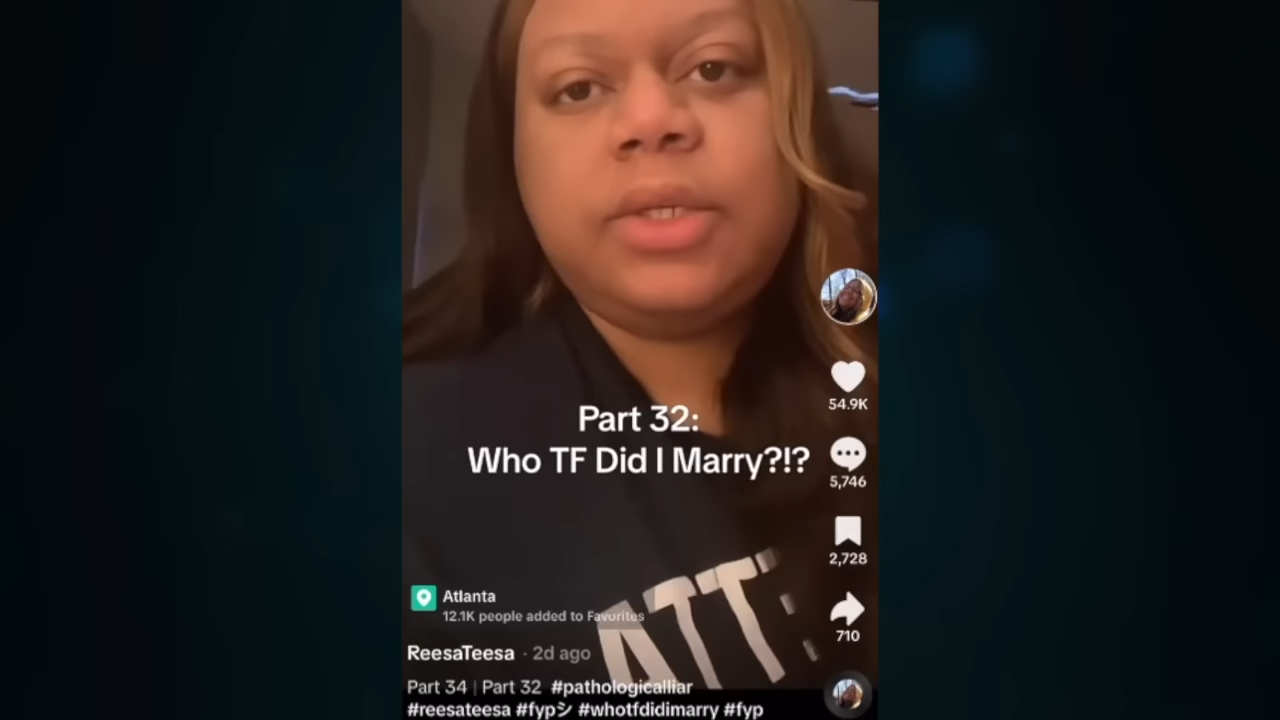 Part 32:
Who TF Did I Marry?!?
54.9K
5,746
2,728
710
Atlanta
12.1K people added to Favorites
ReesaTeesa · 2d ago
Part 34 | Part 32 #pathologicalliar
#reesateesa #fypシ #whotfdidimarry #fyp
ATT